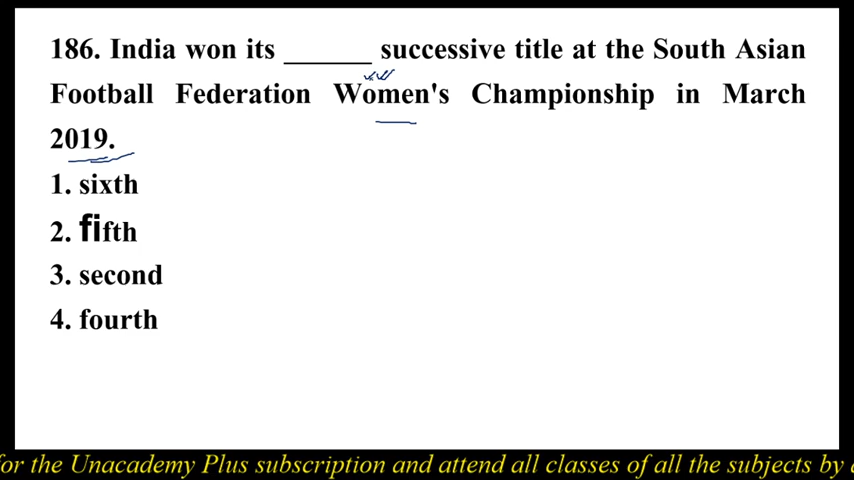 186. India won its ______ successive title at the South Asian
Football Federation Women's Championship in March
2019.
1. sixth
2. fifth
3. second
4. fourth
for the Unacademy Plus subscription and attend all classes of all the subjects by